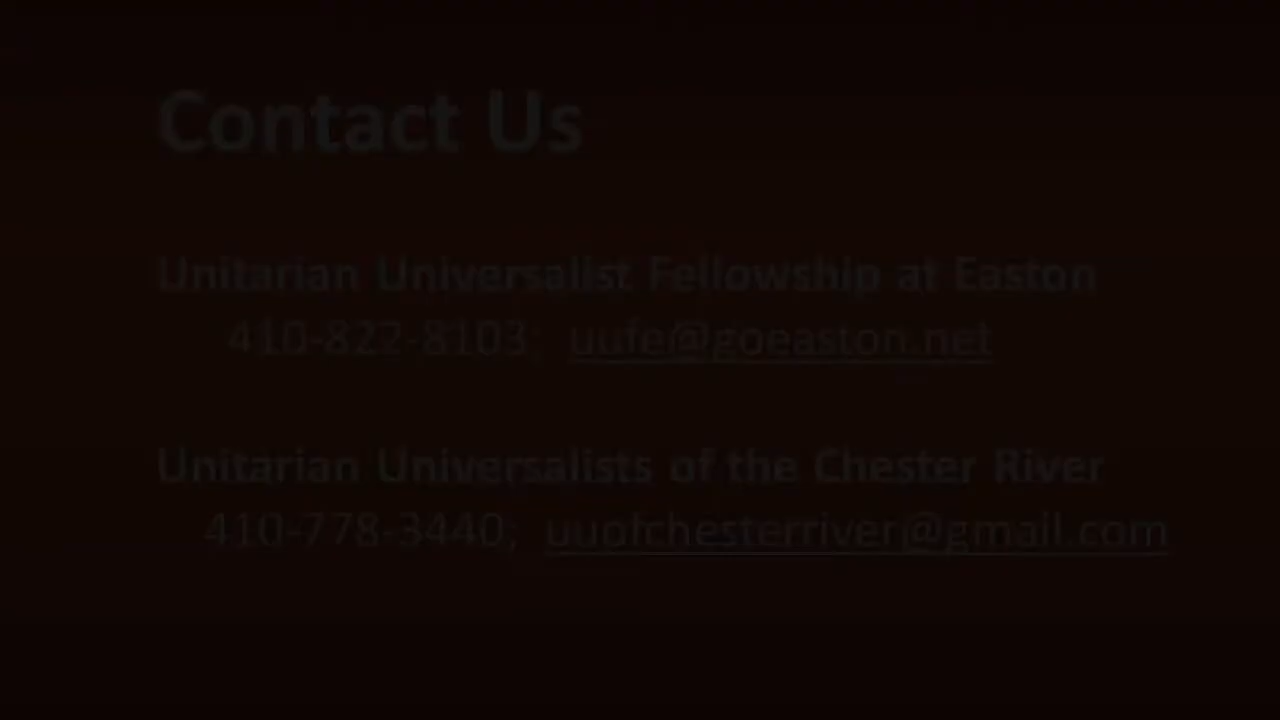 Contact Us
Unitarian Universalist Fellowship at Easton
410-822-8103; uufe@goeaston.net
Unitarian Universalists of the Chester River
410-778-3440; uuofchesterriver@gmail.com